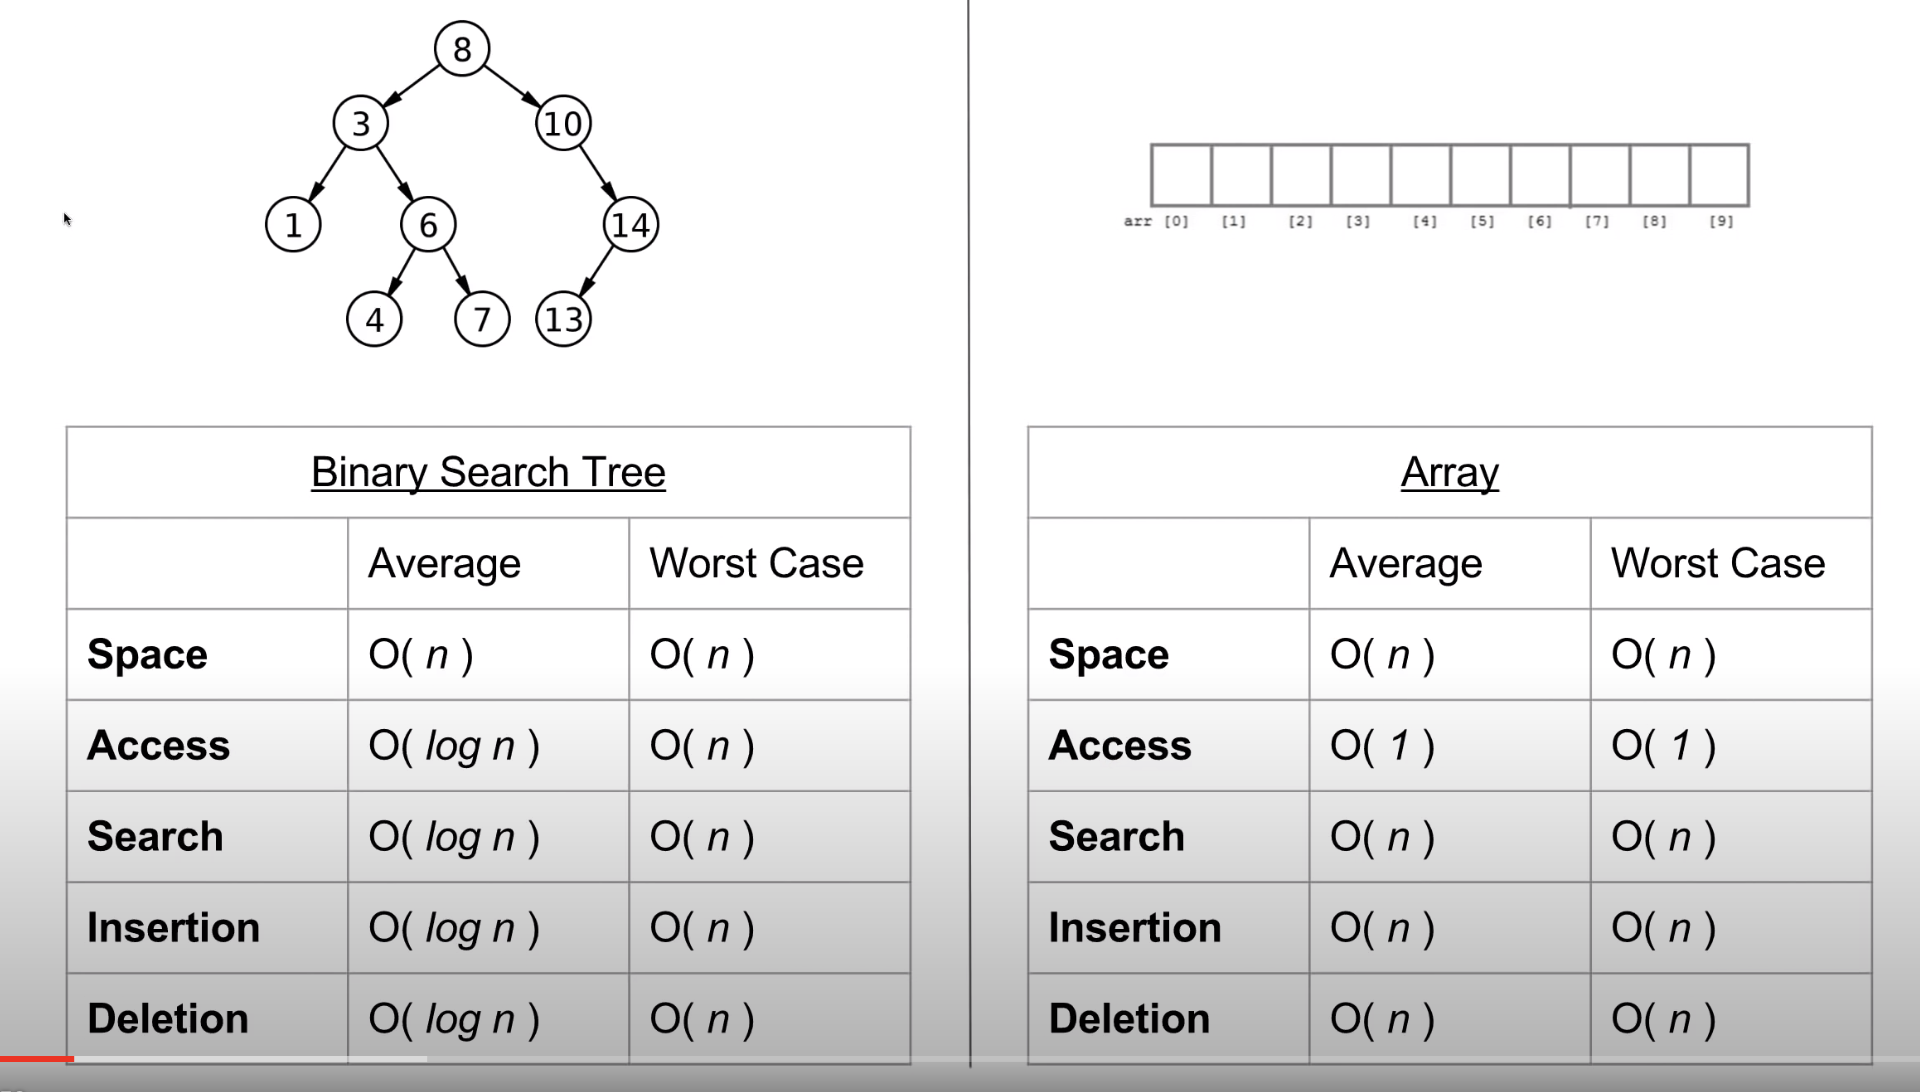 8
3 10
1 6 14
4 7 13
arr [0] [1] [2] [3] [4] [5] [6] [7] [8] [9]
Binary Search Tree
Average Worst Case
Space O( n ) O( n )
Access O( log n ) O( n )
Search O( log n ) O( n )
Insertion O( log n ) O( n )
Deletion O( log n ) O( n )
Array
Average Worst Case
Space O( n ) O( n )
Access O( 1 ) O( 1 )
Search O( n ) O( n )
Insertion O( n ) O( n )
Deletion O( n ) O( n )